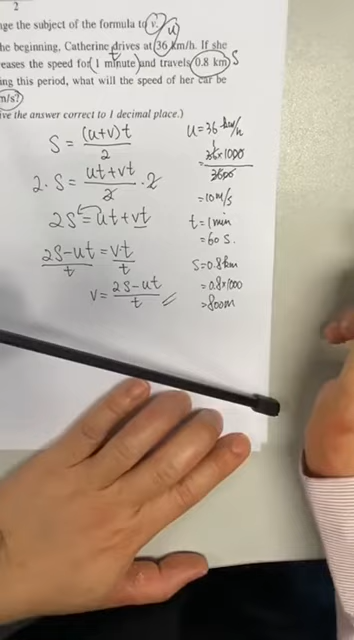 2
nge the subject of the formula to v.
u
he beginning, Catherine drives at 36 km/h. If she
t
eases the speed for 1 minute and travels 0.8 km S
ing this period, what will the speed of her car be
m/s?
ive the answer correct to 1 decimal place.)
S = (u+v)t / 2
2·S = ut+vt / 2 · 2
2S = ut+vt
2S-ut / t = vt / t
v = 2S-ut / t
u = 36 km/h
= 36×1000 / 3600
= 10 m/s
t = 1 min
= 60 s.
S = 0.8 km
= 0.8×1000
= 800m